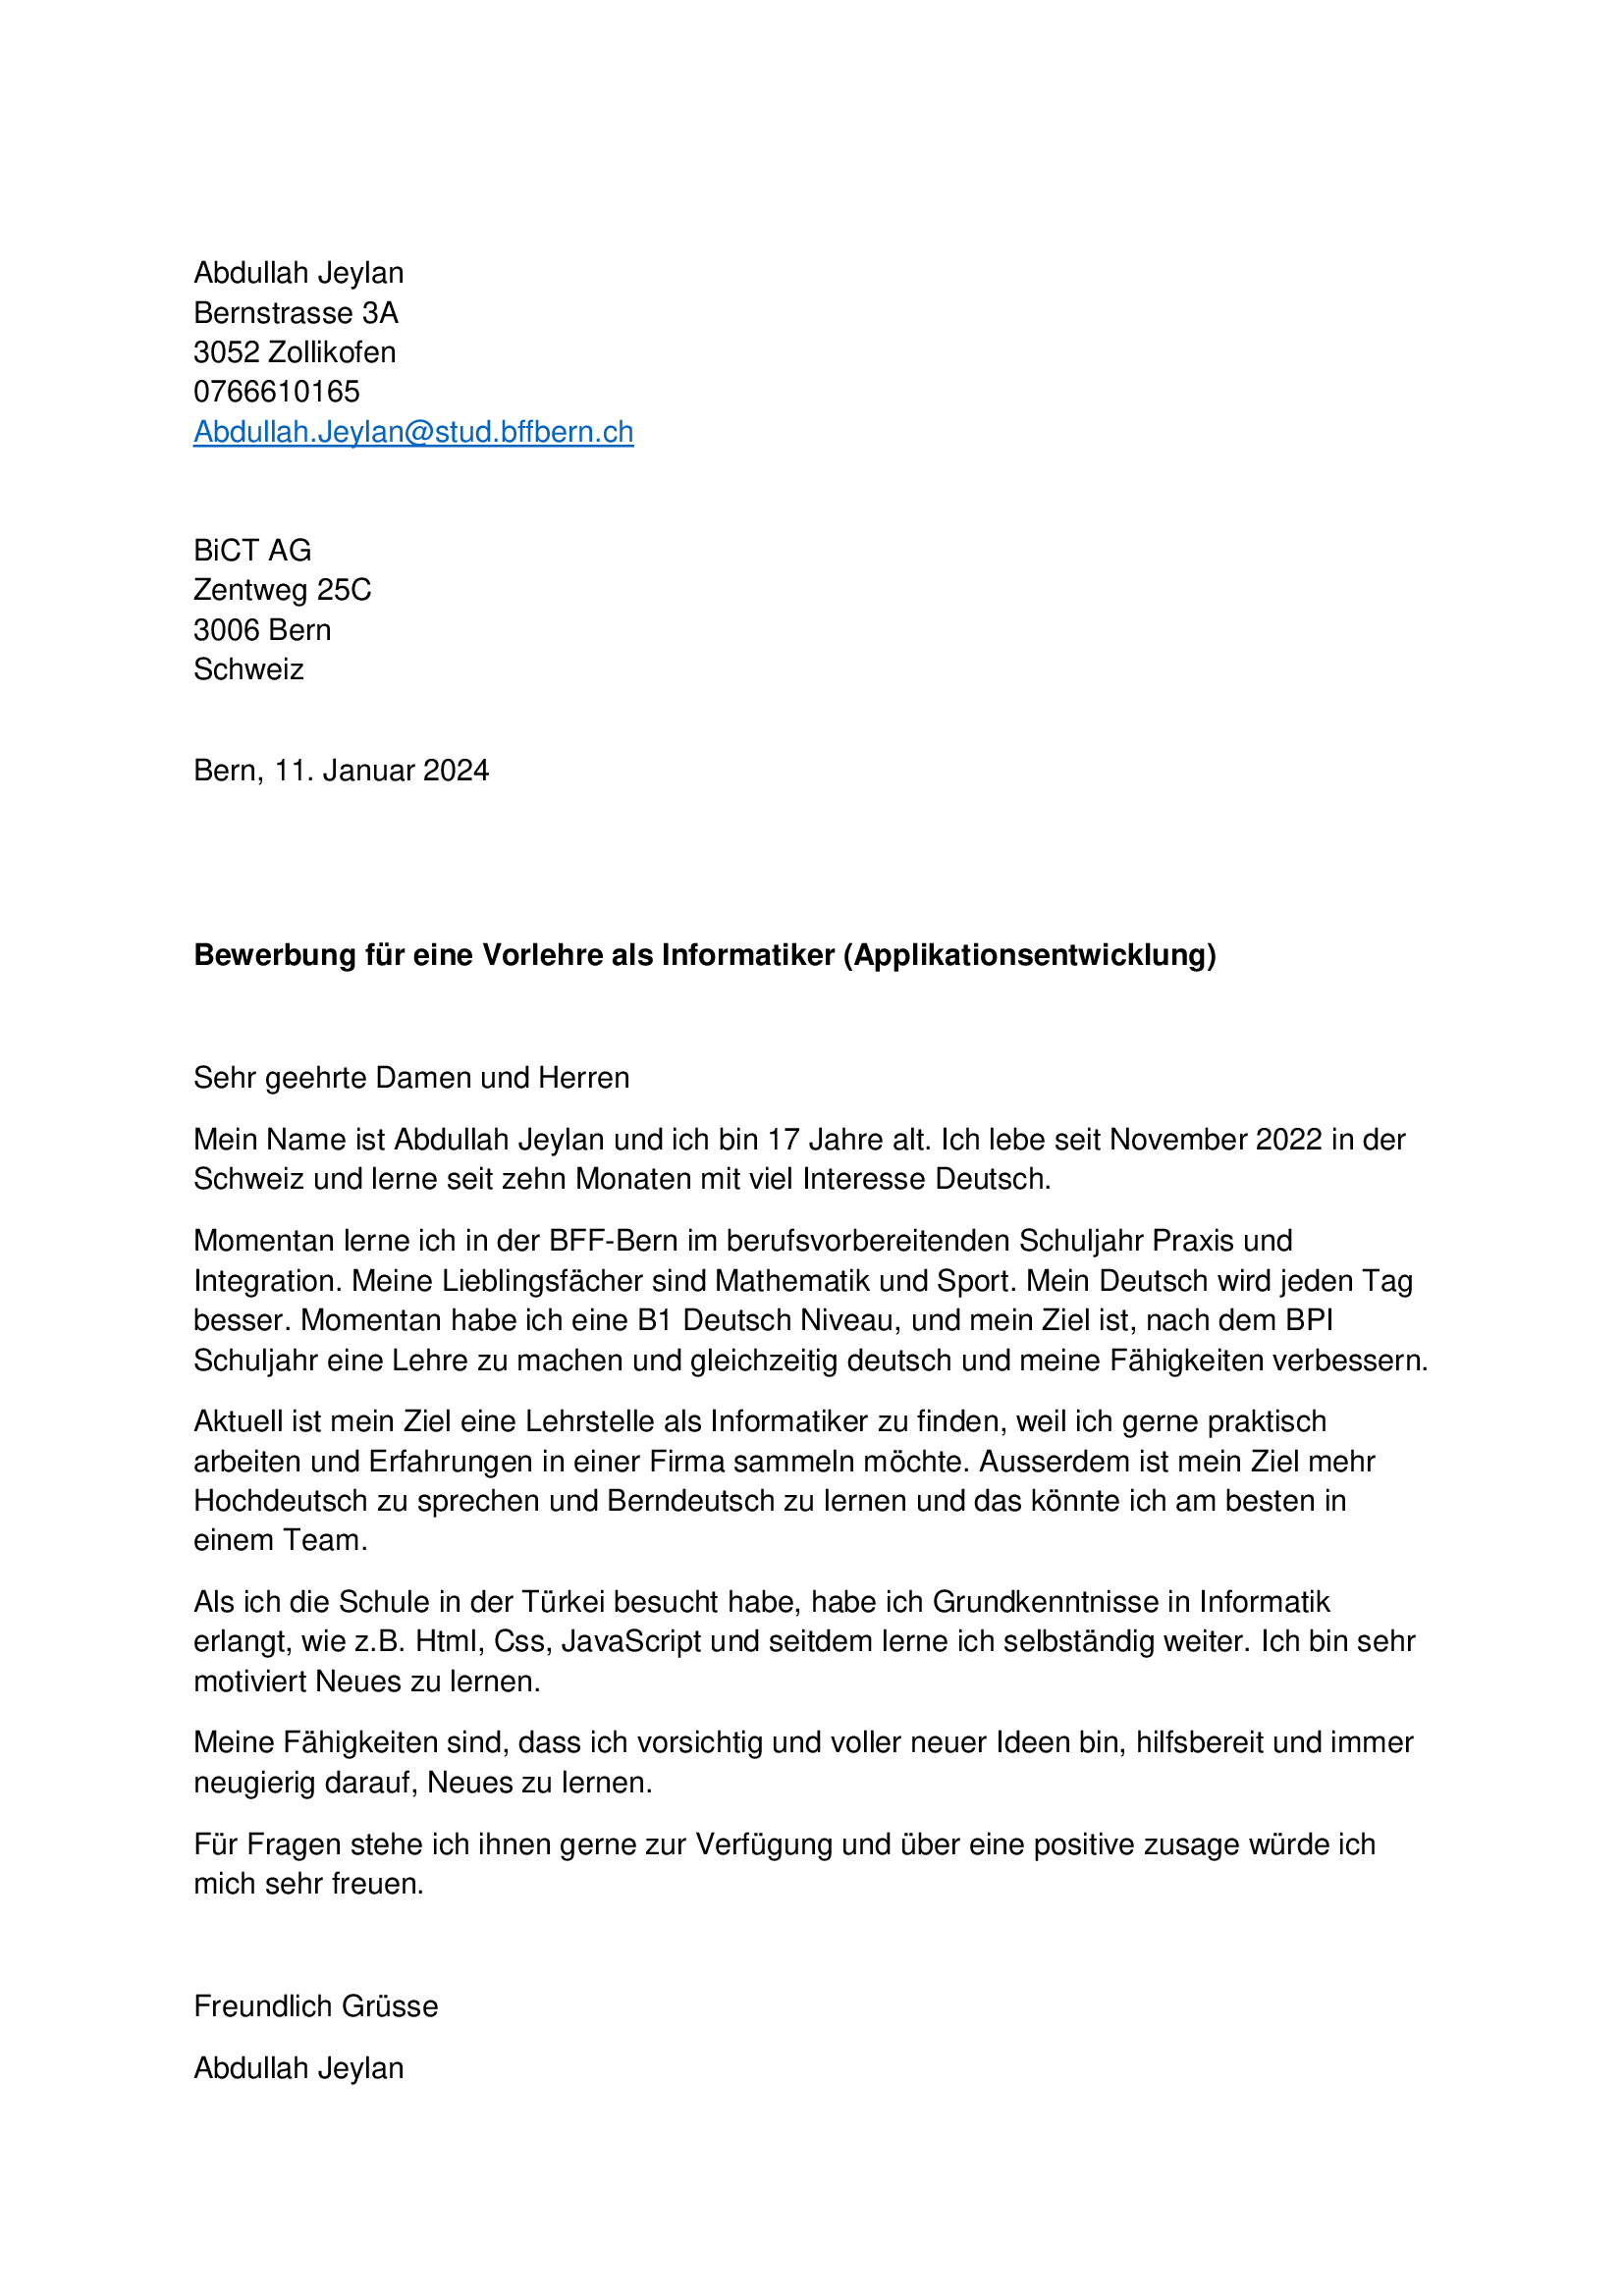 Abdullah Jeylan
Bernstrasse 3A
3052 Zollikofen
0766610165
Abdullah.Jeylan@stud.bffbern.ch
BiCT AG
Zentweg 25C
3006 Bern
Schweiz
Bern, 11. Januar 2024
Bewerbung für eine Vorlehre als Informatiker (Applikationsentwicklung)
Sehr geehrte Damen und Herren
Mein Name ist Abdullah Jeylan und ich bin 17 Jahre alt. Ich lebe seit November 2022 in der
Schweiz und lerne seit zehn Monaten mit viel Interesse Deutsch.
Momentan lerne ich in der BFF-Bern im berufsvorbereitenden Schuljahr Praxis und
Integration. Meine Lieblingsfächer sind Mathematik und Sport. Mein Deutsch wird jeden Tag
besser. Momentan habe ich eine B1 Deutsch Niveau, und mein Ziel ist, nach dem BPI
Schuljahr eine Lehre zu machen und gleichzeitig deutsch und meine Fähigkeiten verbessern.
Aktuell ist mein Ziel eine Lehrstelle als Informatiker zu finden, weil ich gerne praktisch
arbeiten und Erfahrungen in einer Firma sammeln möchte. Ausserdem ist mein Ziel mehr
Hochdeutsch zu sprechen und Berndeutsch zu lernen und das könnte ich am besten in
einem Team.
Als ich die Schule in der Türkei besucht habe, habe ich Grundkenntnisse in Informatik
erlangt, wie z.B. Html, Css, JavaScript und seitdem lerne ich selbständig weiter. Ich bin sehr
motiviert Neues zu lernen.
Meine Fähigkeiten sind, dass ich vorsichtig und voller neuer Ideen bin, hilfsbereit und immer
neugierig darauf, Neues zu lernen.
Für Fragen stehe ich ihnen gerne zur Verfügung und über eine positive zusage würde ich
mich sehr freuen.
Freundlich Grüsse
Abdullah Jeylan